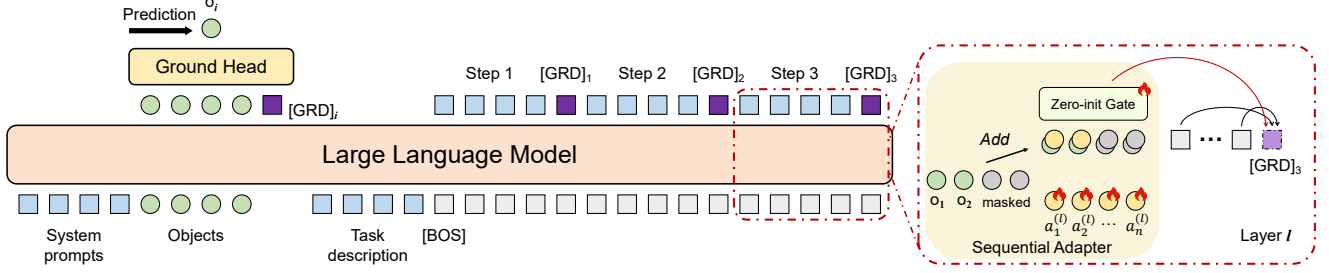 o_i
Prediction
Ground Head
[GRD]_i
Step 1
[GRD]_1
Step 2
[GRD]_2
Step 3
[GRD]_3
Large Language Model
System
prompts
Objects
Task
description
[BOS]
Zero-init Gate
Add
o_1
o_2
masked
a_1^{(l)}
a_2^{(l)}
...
a_n^{(l)}
Sequential Adapter
...
[GRD]_3
Layer l